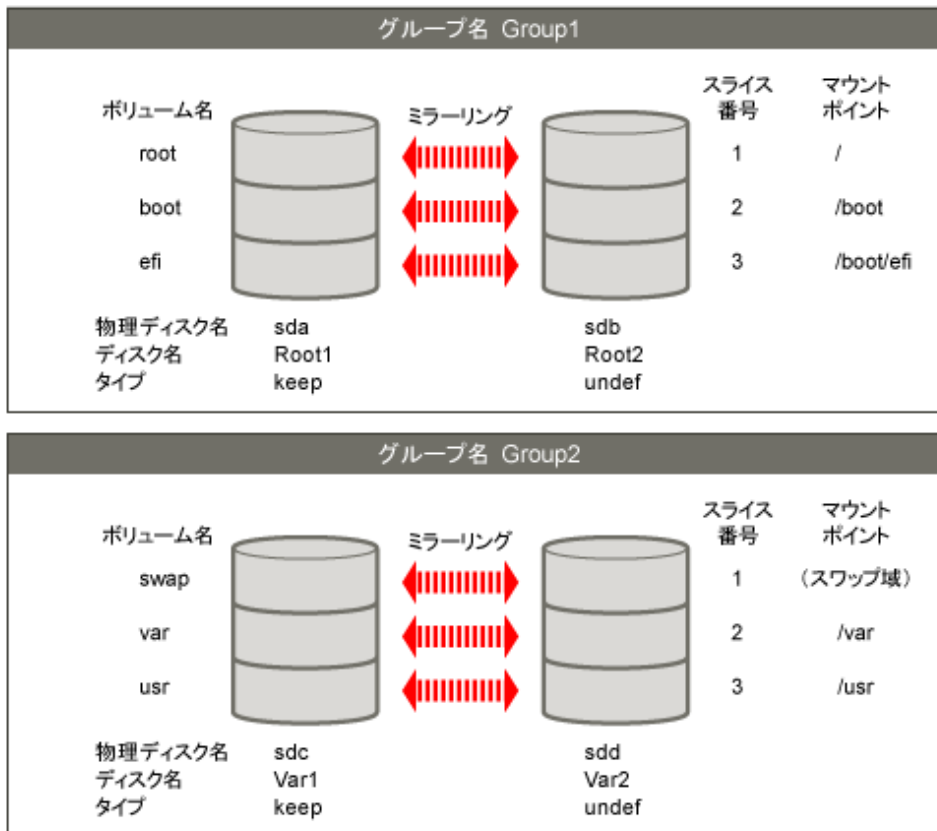 グループ名 Group1
ボリューム名 ミラーリング スライス番号 マウントポイント
root 1 /
boot 2 /boot
efi 3 /boot/efi
物理ディスク名 sda sdb
ディスク名 Root1 Root2
タイプ keep undef
グループ名 Group2
ボリューム名 ミラーリング スライス番号 マウントポイント
swap 1 (スワップ域)
var 2 /var
usr 3 /usr
物理ディスク名 sdc sdd
ディスク名 Var1 Var2
タイプ keep undef